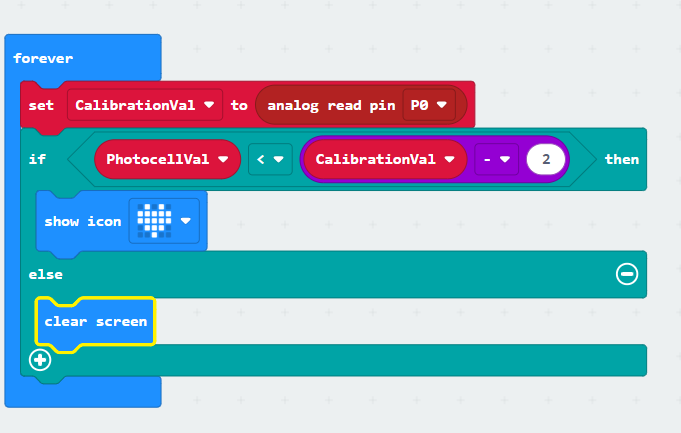 forever
set CalibrationVal to analog read pin P0
if PhotocellVal < CalibrationVal - 2 then
show icon
else
clear screen